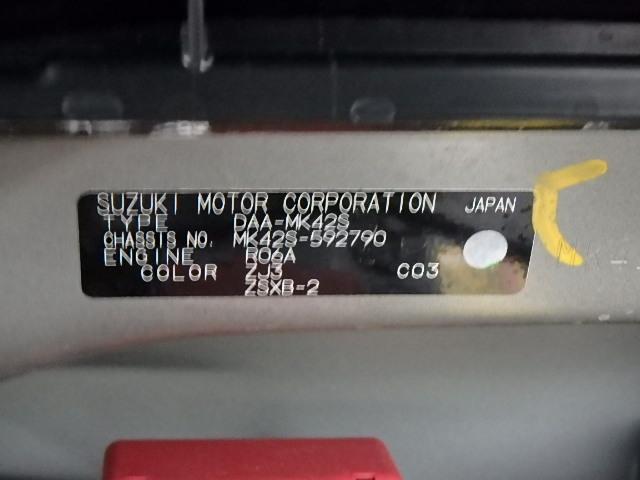 SUZUKI MOTOR CORPORATION JAPAN
TYPE DAA-MK42S
CHASSIS NO. MK42S-592790
ENGINE R06A
COLOR ZJ3 C03
ZSXB-2